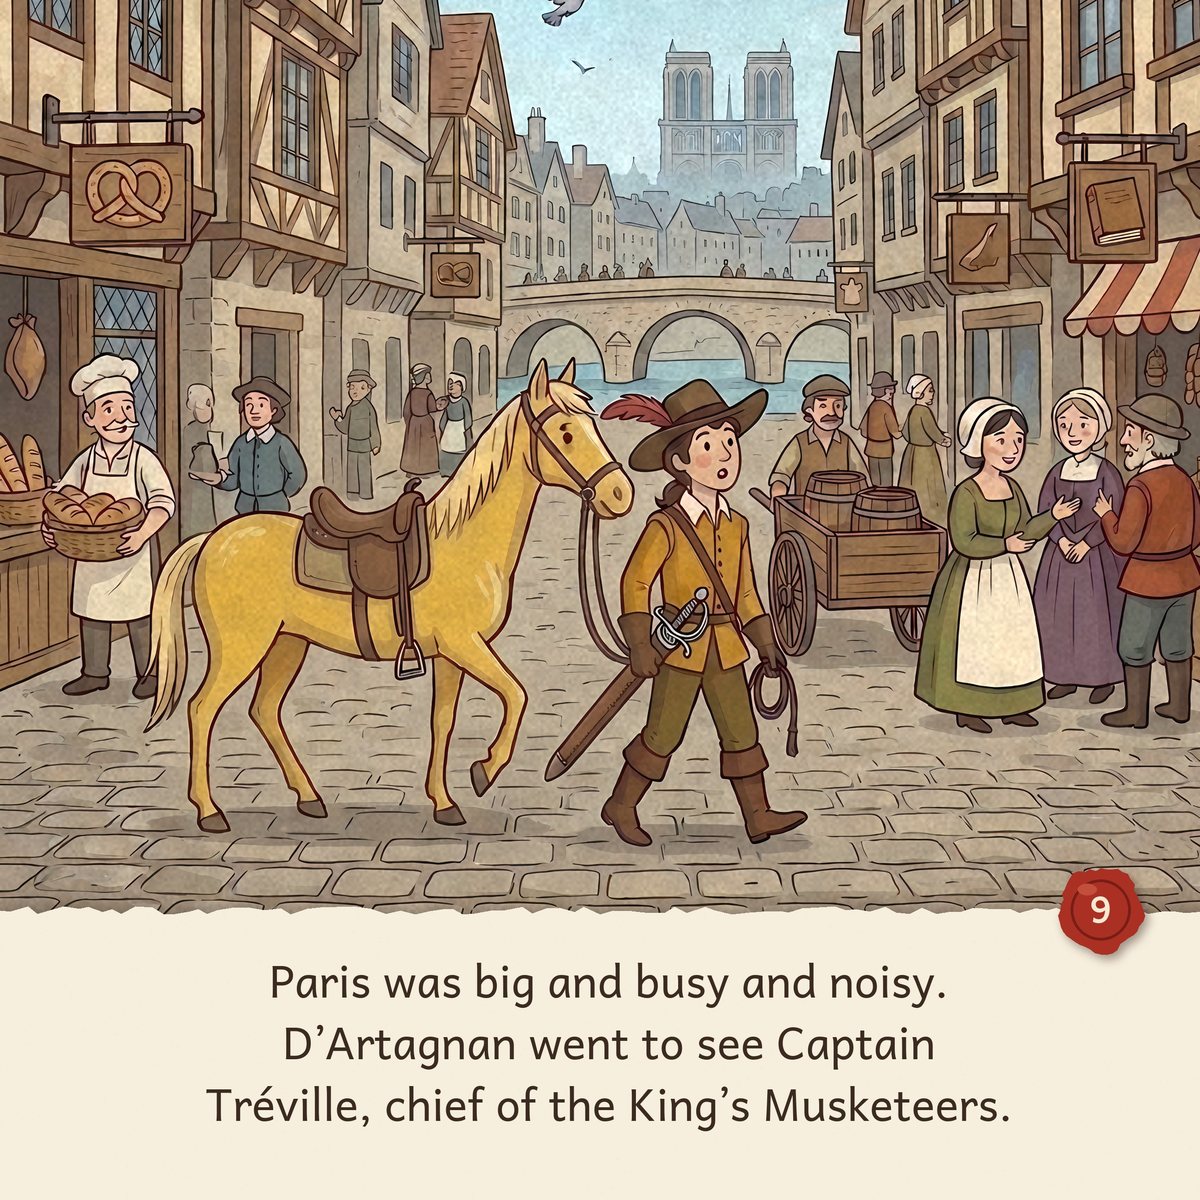 9
Paris was big and busy and noisy.
D’Artagnan went to see Captain
Tréville, chief of the King’s Musketeers.